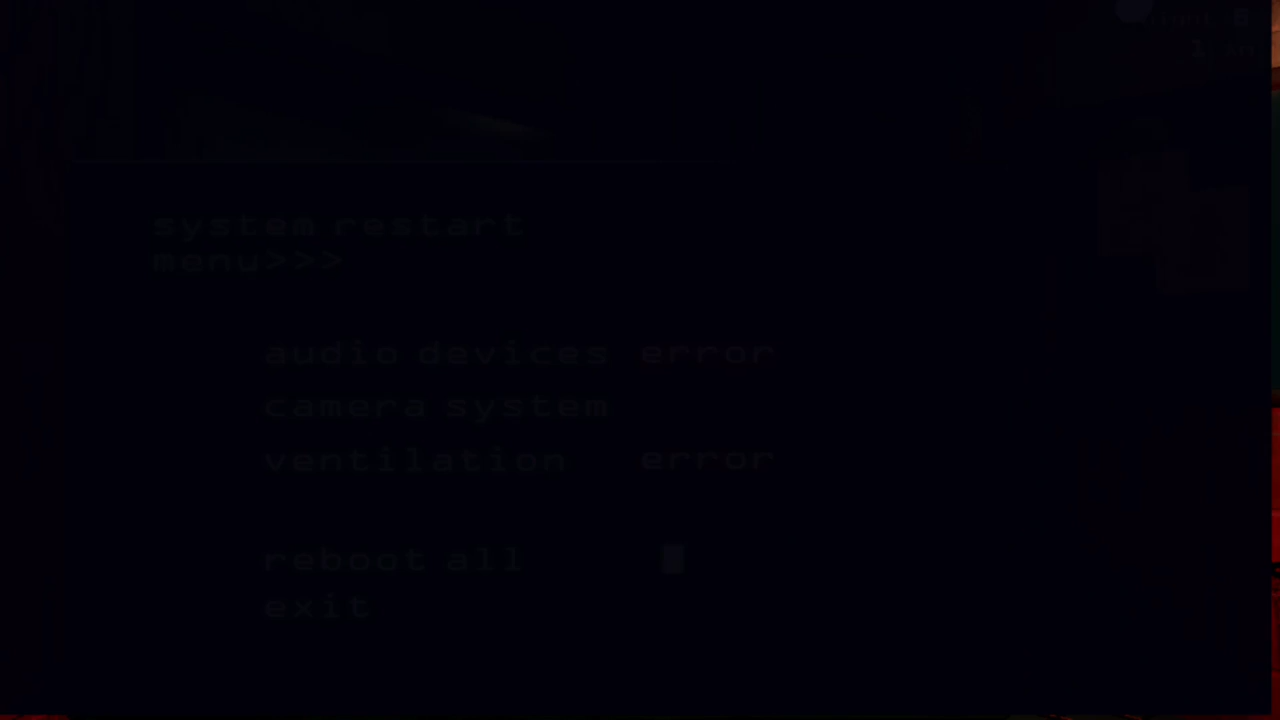 system restart
menu>>>
audio devices error
camera system
ventilation error
reboot all
exit